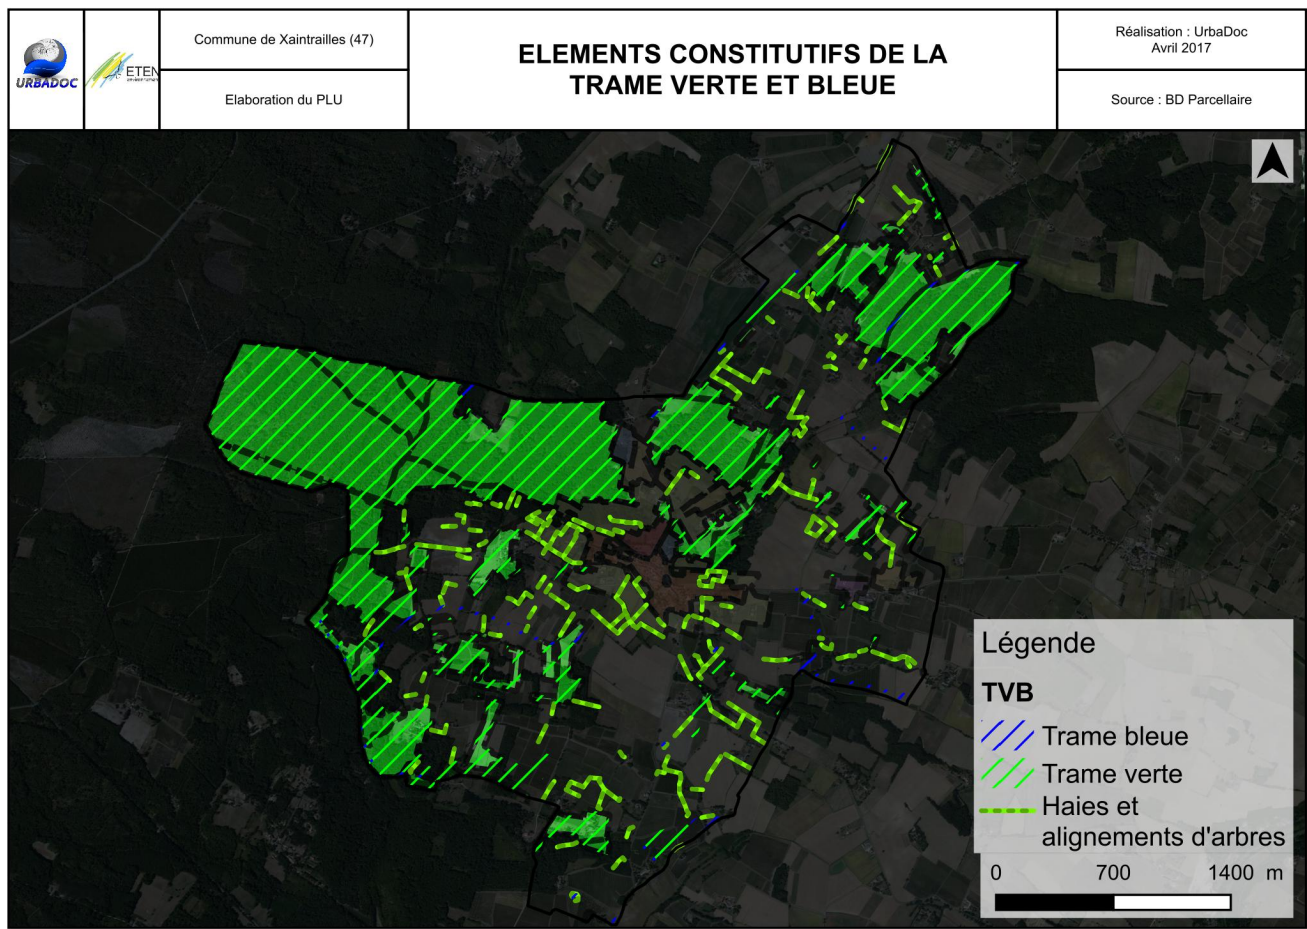 URBADOC
ETEN
Commune de Xaintrailles (47)
Elaboration du PLU
ELEMENTS CONSTITUTIFS DE LA
TRAME VERTE ET BLEUE
Réalisation : UrbaDoc
Avril 2017
Source : BD Parcellaire
Légende
TVB
Trame bleue
Trame verte
Haies et
alignements d'arbres
0 700 1400 m